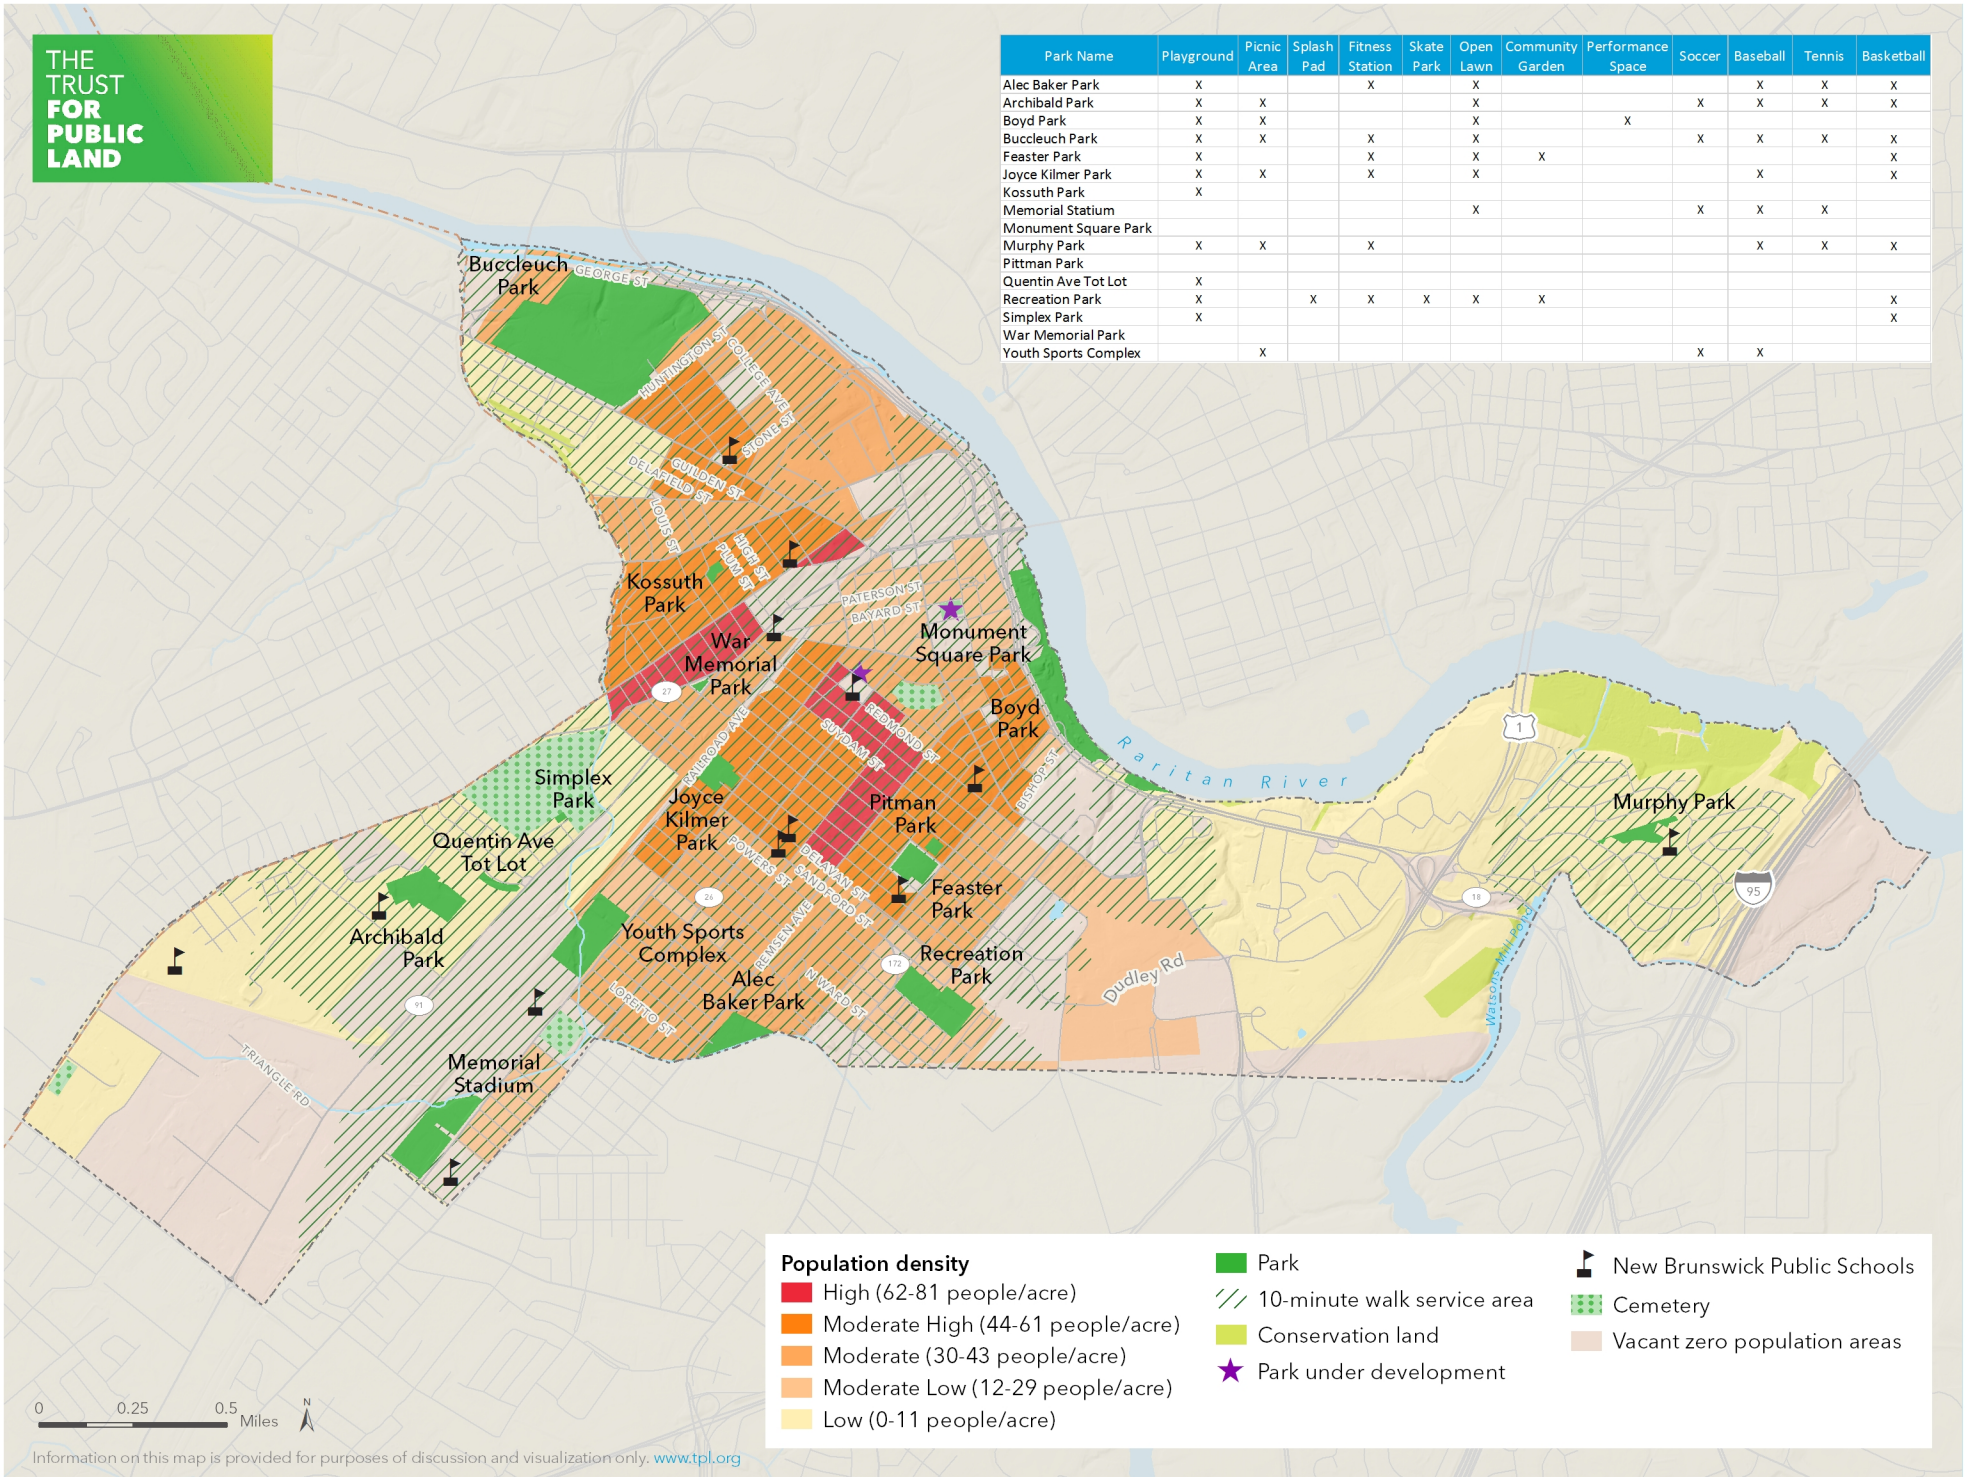 THE
TRUST
FOR
PUBLIC
LAND
Park Name Playground Picnic Area Splash Pad Fitness Station Skate Park Open Lawn Community Garden Performance Space Soccer Baseball Tennis Basketball
Alec Baker Park X X X X X X
Archibald Park X X X X X X X
Boyd Park X X X X
Buccleuch Park X X X X X X X X
Feaster Park X X X X X
Joyce Kilmer Park X X X X X X
Kossuth Park X
Memorial Statium X X X X
Monument Square Park
Murphy Park X X X X X X
Pittman Park
Quentin Ave Tot Lot X
Recreation Park X X X X X X X
Simplex Park X X
War Memorial Park
Youth Sports Complex X X X
Buccleuch
Park
GEORGE ST
HUNTINGTON ST
COLLEGE AVE
STONE ST
GUILDEN ST
DELAFIELD ST
LOUIS ST
HIGH ST
PLUM ST
Kossuth
Park
PATERSON ST
BAYARD ST
Monument
Square Park
War
Memorial
Park
27
REDMOND ST
SUYDAM ST
Boyd
Park
RAILROAD AVE
BISHOP ST
Raritan River
1
Simplex
Park
Joyce
Kilmer
Park
Pitman
Park
Murphy Park
Quentin Ave
Tot Lot
POWERS ST
DELAVAN ST
SANDFORD ST
26
Feaster
Park
18
95
Archibald
Park
Youth Sports
Complex
REMSEN AVE
172
Recreation
Park
Alec
Baker Park
N WARD ST
LORETTO ST
Dudley Rd
Watsons Mill Pond
91
TRIANGLE RD
Memorial
Stadium
Population density
High (62-81 people/acre)
Moderate High (44-61 people/acre)
Moderate (30-43 people/acre)
Moderate Low (12-29 people/acre)
Low (0-11 people/acre)
Park
10-minute walk service area
Conservation land
Park under development
New Brunswick Public Schools
Cemetery
Vacant zero population areas
0 0.25 0.5
Miles
N
Information on this map is provided for purposes of discussion and visualization only. www.tpl.org